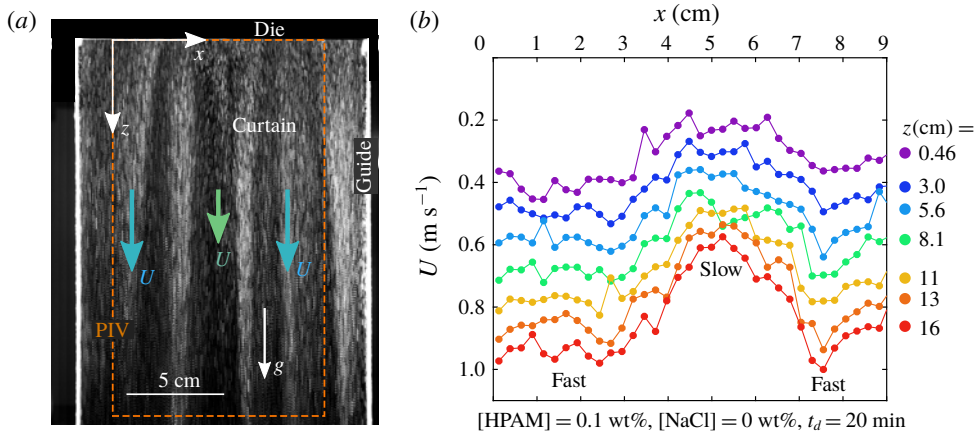 (a)
Die
x
z
Curtain
Guide
U
U
U
PIV
g
5 cm
(b)
x (cm)
0 1 2 3 4 5 6 7 8 9
U (m s−1)
0.2
0.4
0.6
0.8
1.0
z(cm) =
0.46
3.0
5.6
8.1
11
13
16
Slow
Fast
Fast
[HPAM] = 0.1 wt%, [NaCl] = 0 wt%, td = 20 min